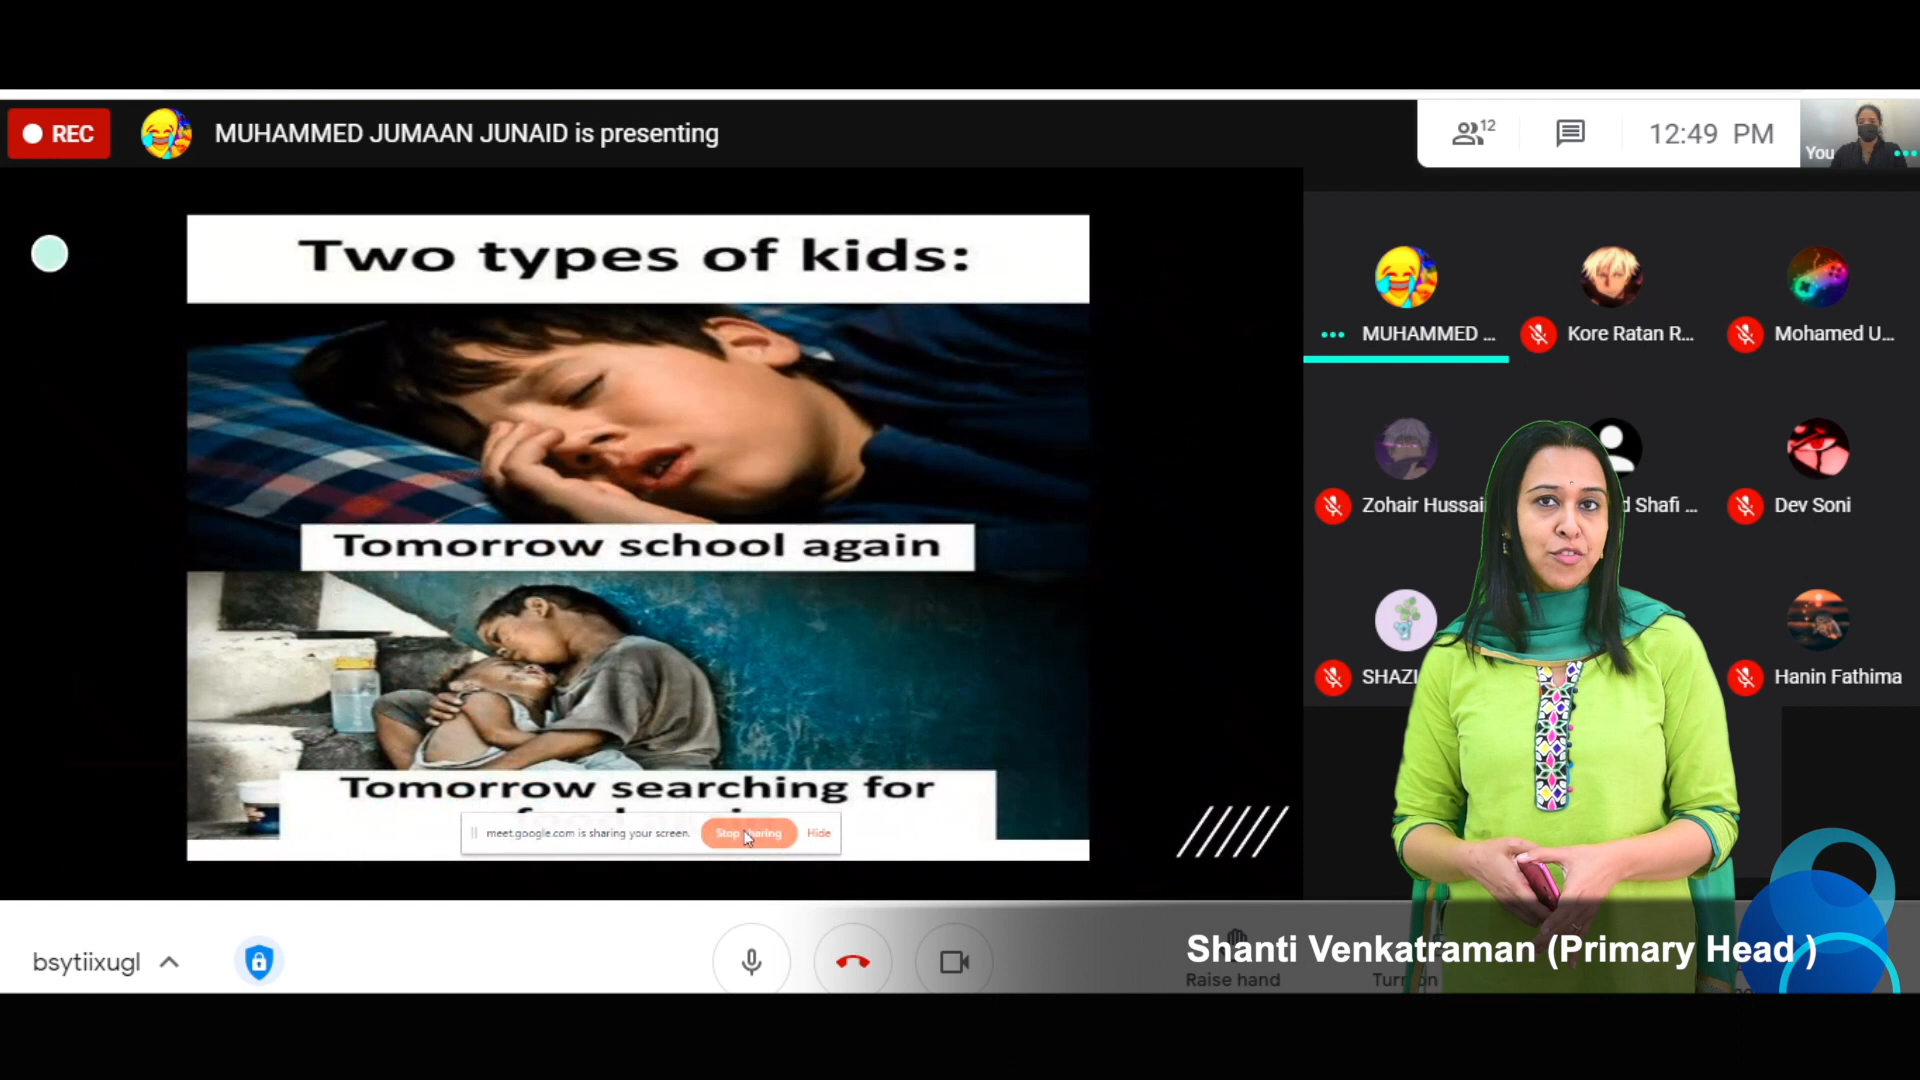 REC
MUHAMMED JUMAAN JUNAID is presenting
12
12:49 PM
You
Two types of kids:
Tomorrow school again
Tomorrow searching for
meet.google.com is sharing your screen.
Stop sharing
Hide
MUHAMMED ...
Kore Ratan R...
Mohamed U...
Zohair Hussai
d Shafi ...
Dev Soni
SHAZI
Hanin Fathima
bsytiixugl
Shanti Venkatraman (Primary Head )
Raise hand